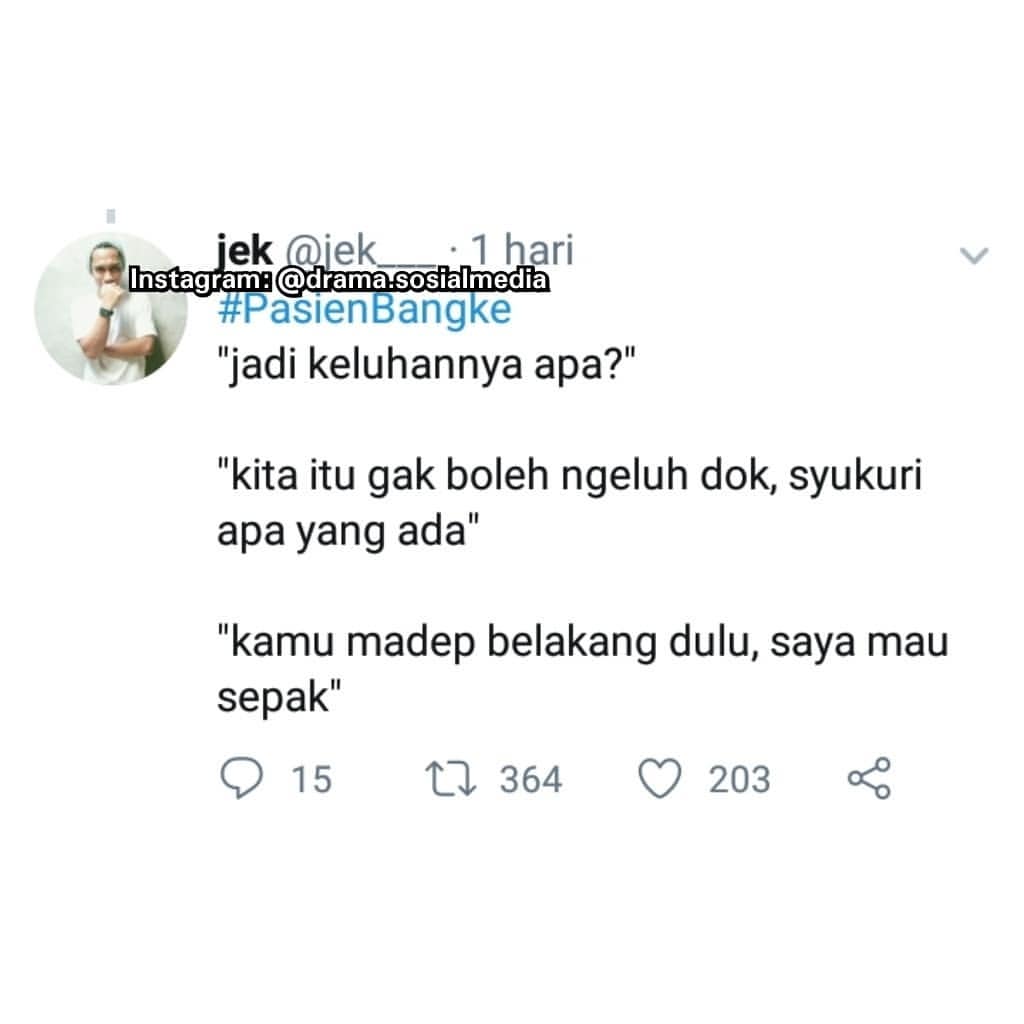 jek @jek___ · 1 hari
Instagram: @drama.sosialmedia
#PasienBangke
"jadi keluhannya apa?"
"kita itu gak boleh ngeluh dok, syukuri
apa yang ada"
"kamu madep belakang dulu, saya mau
sepak"
15 364 203